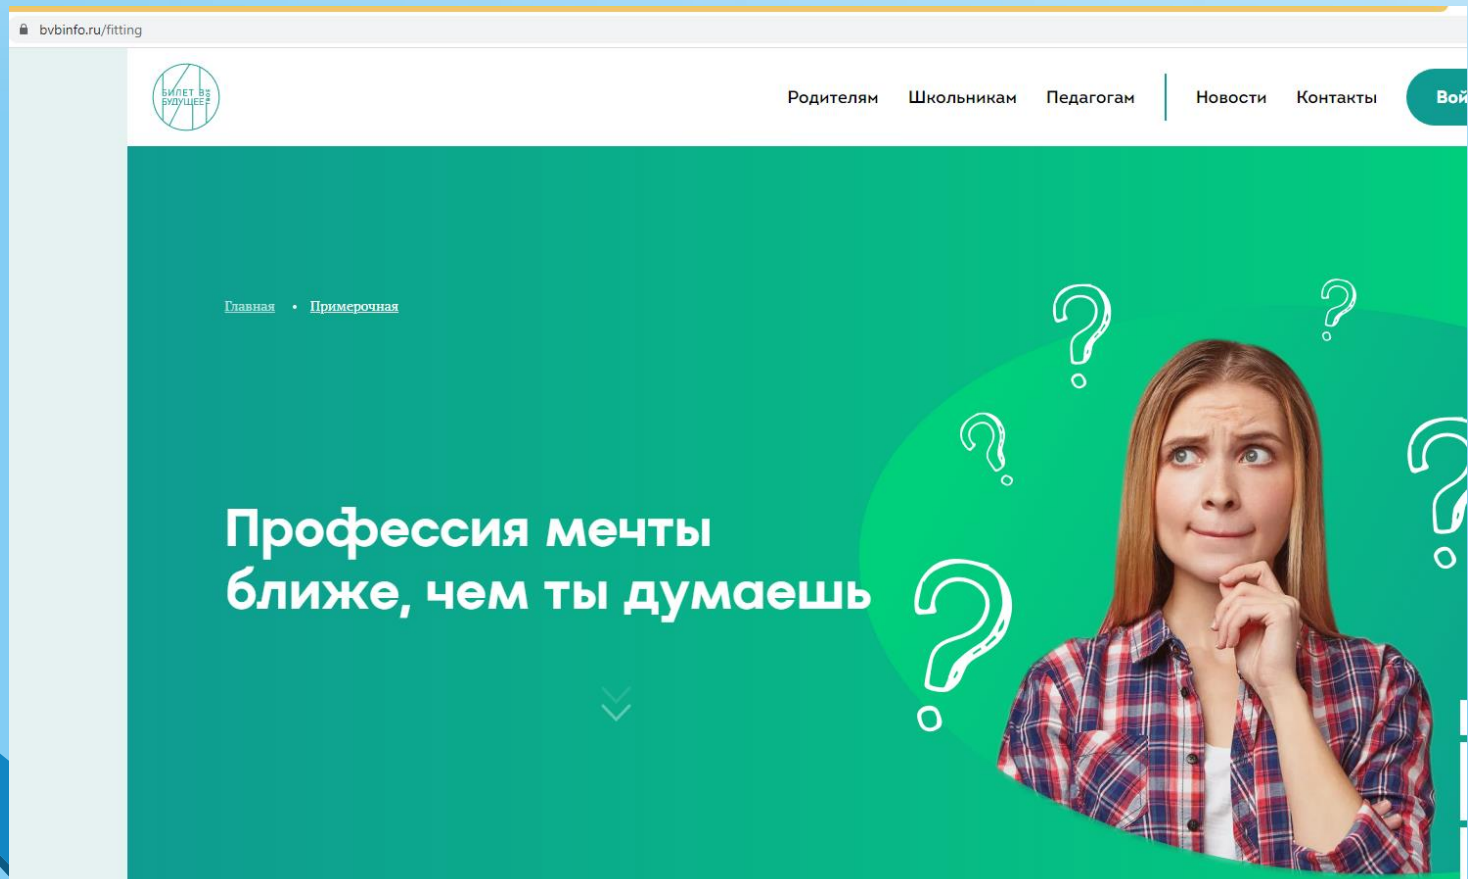 bvbinfo.ru/fitting
БИЛЕТ В
БУДУЩЕЕ
Родителям Школьникам Педагогам Новости Контакты Вой
Главная • Примерочная
Профессия мечты
ближе, чем ты думаешь